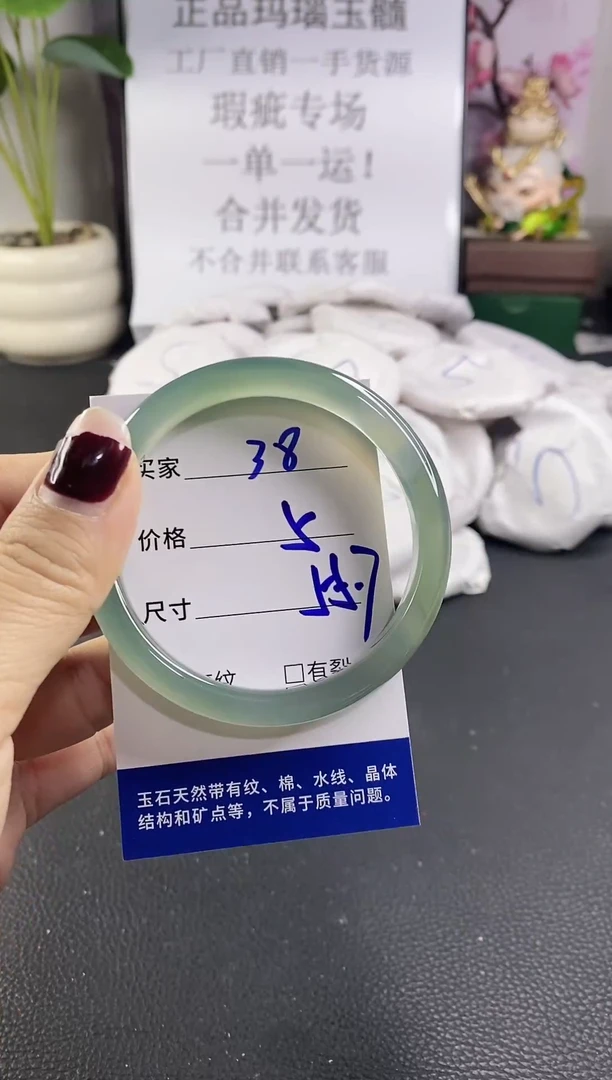 正品玛瑙玉髓
工厂直销一手货源
瑕疵专场
一单一运！
合并发货
不合并联系客服
买家 38
价格 5
尺寸
纹 □有裂
玉石天然带有纹、棉、水线、晶体
结构和矿点等，不属于质量问题。